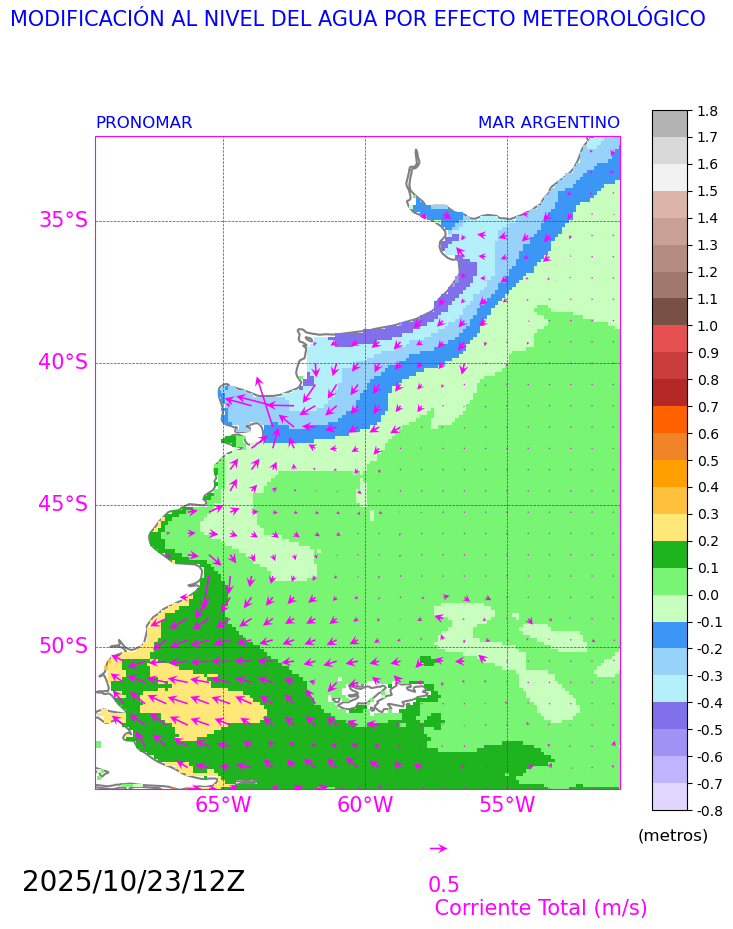 MODIFICACIÓN AL NIVEL DEL AGUA POR EFECTO METEOROLÓGICO
PRONOMAR
MAR ARGENTINO
35°S
40°S
45°S
50°S
65°W
60°W
55°W
1.8
1.7
1.6
1.5
1.4
1.3
1.2
1.1
1.0
0.9
0.8
0.7
0.6
0.5
0.4
0.3
0.2
0.1
0.0
-0.1
-0.2
-0.3
-0.4
-0.5
-0.6
-0.7
-0.8
(metros)
2025/10/23/12Z
0.5
Corriente Total (m/s)